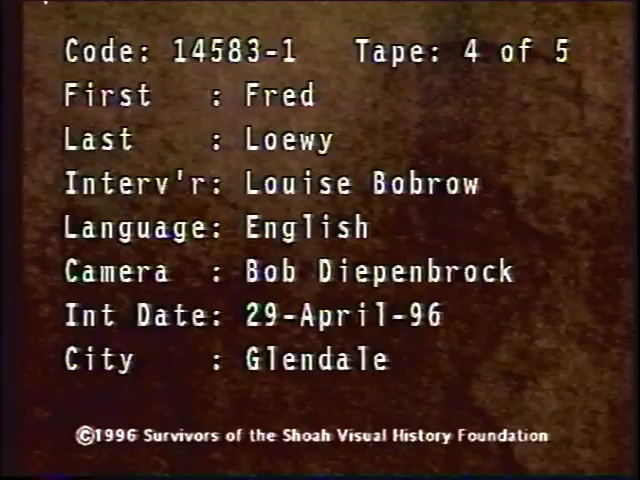 Code: 14583-1 Tape: 4 of 5
First : Fred
Last : Loewy
Interv'r: Louise Bobrow
Language: English
Camera : Bob Diepenbrock
Int Date: 29-April-96
City : Glendale
©1996 Survivors of the Shoah Visual History Foundation